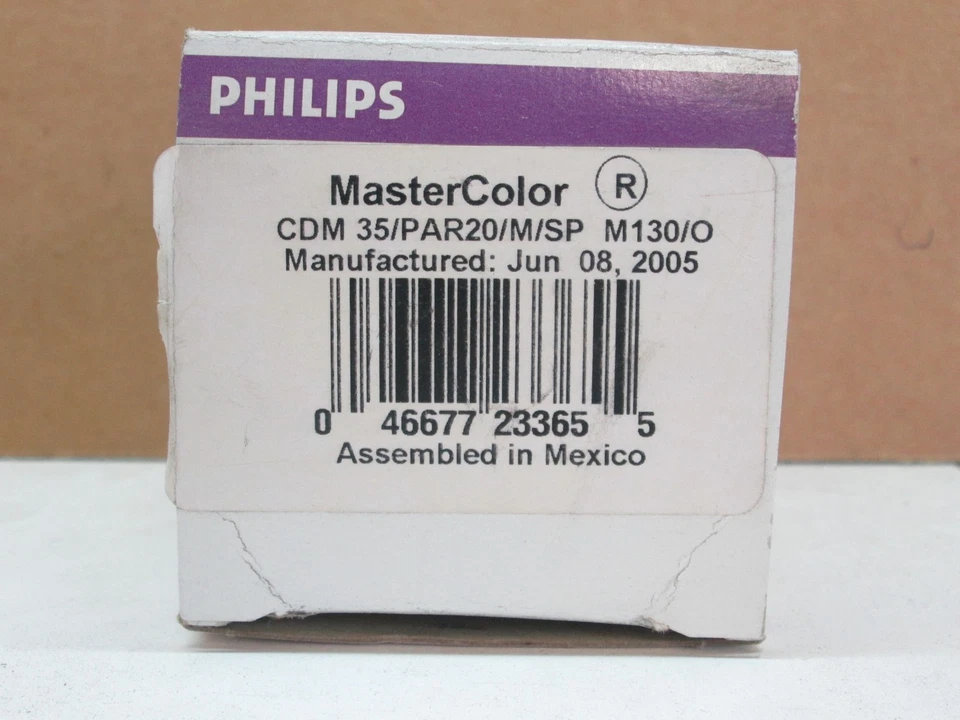 PHILIPS
MasterColor ®
CDM 35/PAR20/M/SP M130/O
Manufactured: Jun 08, 2005
0 46677 23365 5
Assembled in Mexico